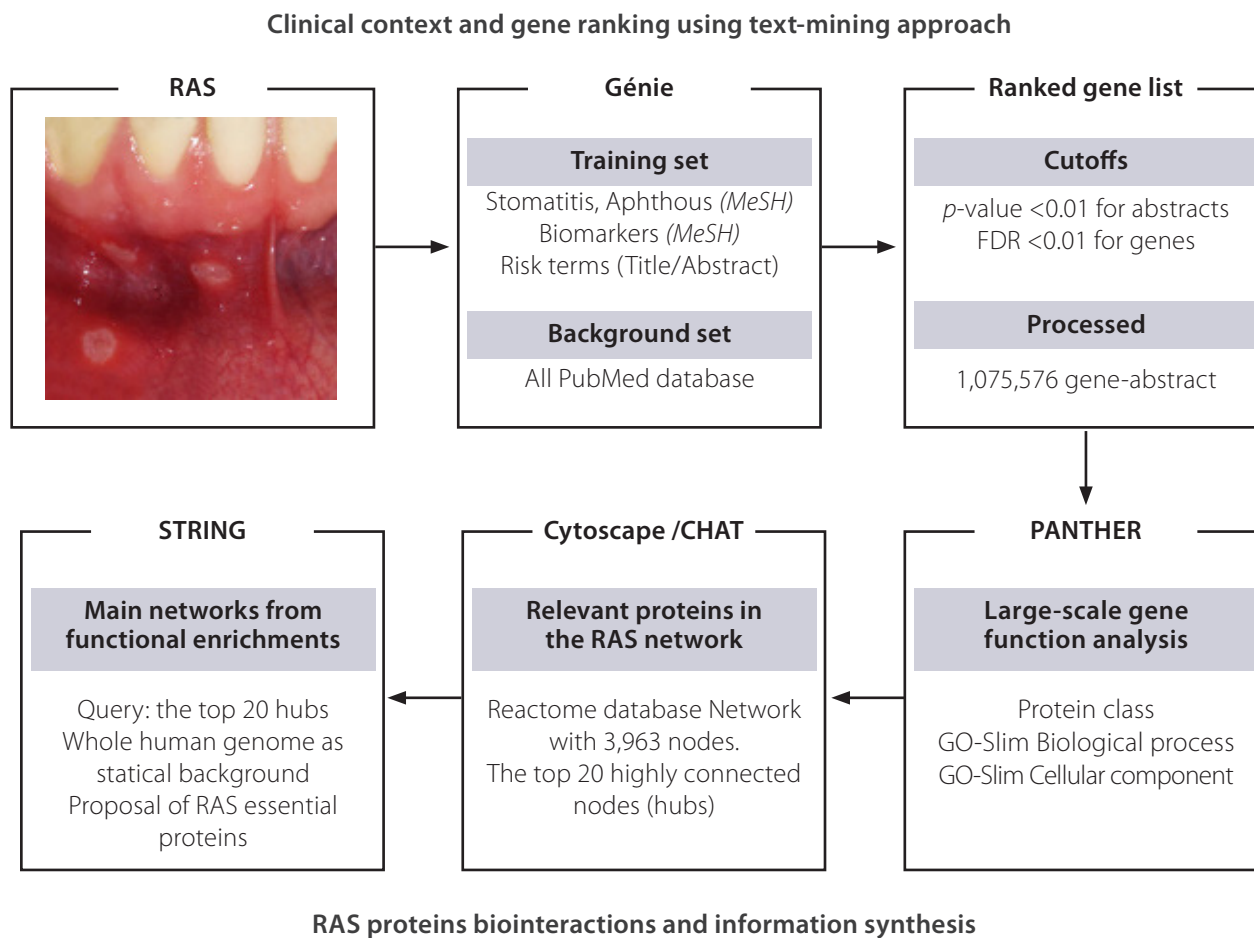 Clinical context and gene ranking using text-mining approach
RAS
Génie
Training set
Stomatitis, Aphthous (MeSH)
Biomarkers (MeSH)
Risk terms (Title/Abstract)
Background set
All PubMed database
Ranked gene list
Cutoffs
p-value <0.01 for abstracts
FDR <0.01 for genes
Processed
1,075,576 gene-abstract
PANTHER
Large-scale gene
function analysis
Protein class
GO-Slim Biological process
GO-Slim Cellular component
Cytoscape /CHAT
Relevant proteins in
the RAS network
Reactome database Network
with 3,963 nodes.
The top 20 highly connected
nodes (hubs)
STRING
Main networks from
functional enrichments
Query: the top 20 hubs
Whole human genome as
statical background
Proposal of RAS essential
proteins
RAS proteins biointeractions and information synthesis